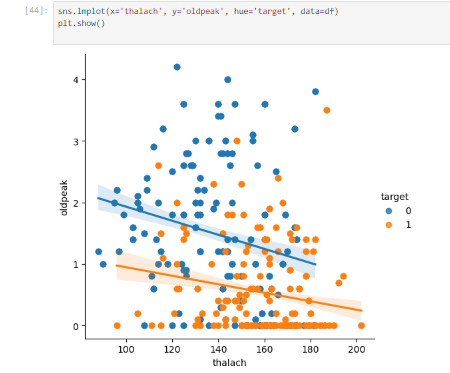 [44]: sns.lmplot(x='thalach', y='oldpeak', hue='target', data=df)
plt.show()
4
3
oldpeak
2
target
0
1
1
0
100 120 140 160 180 200
thalach